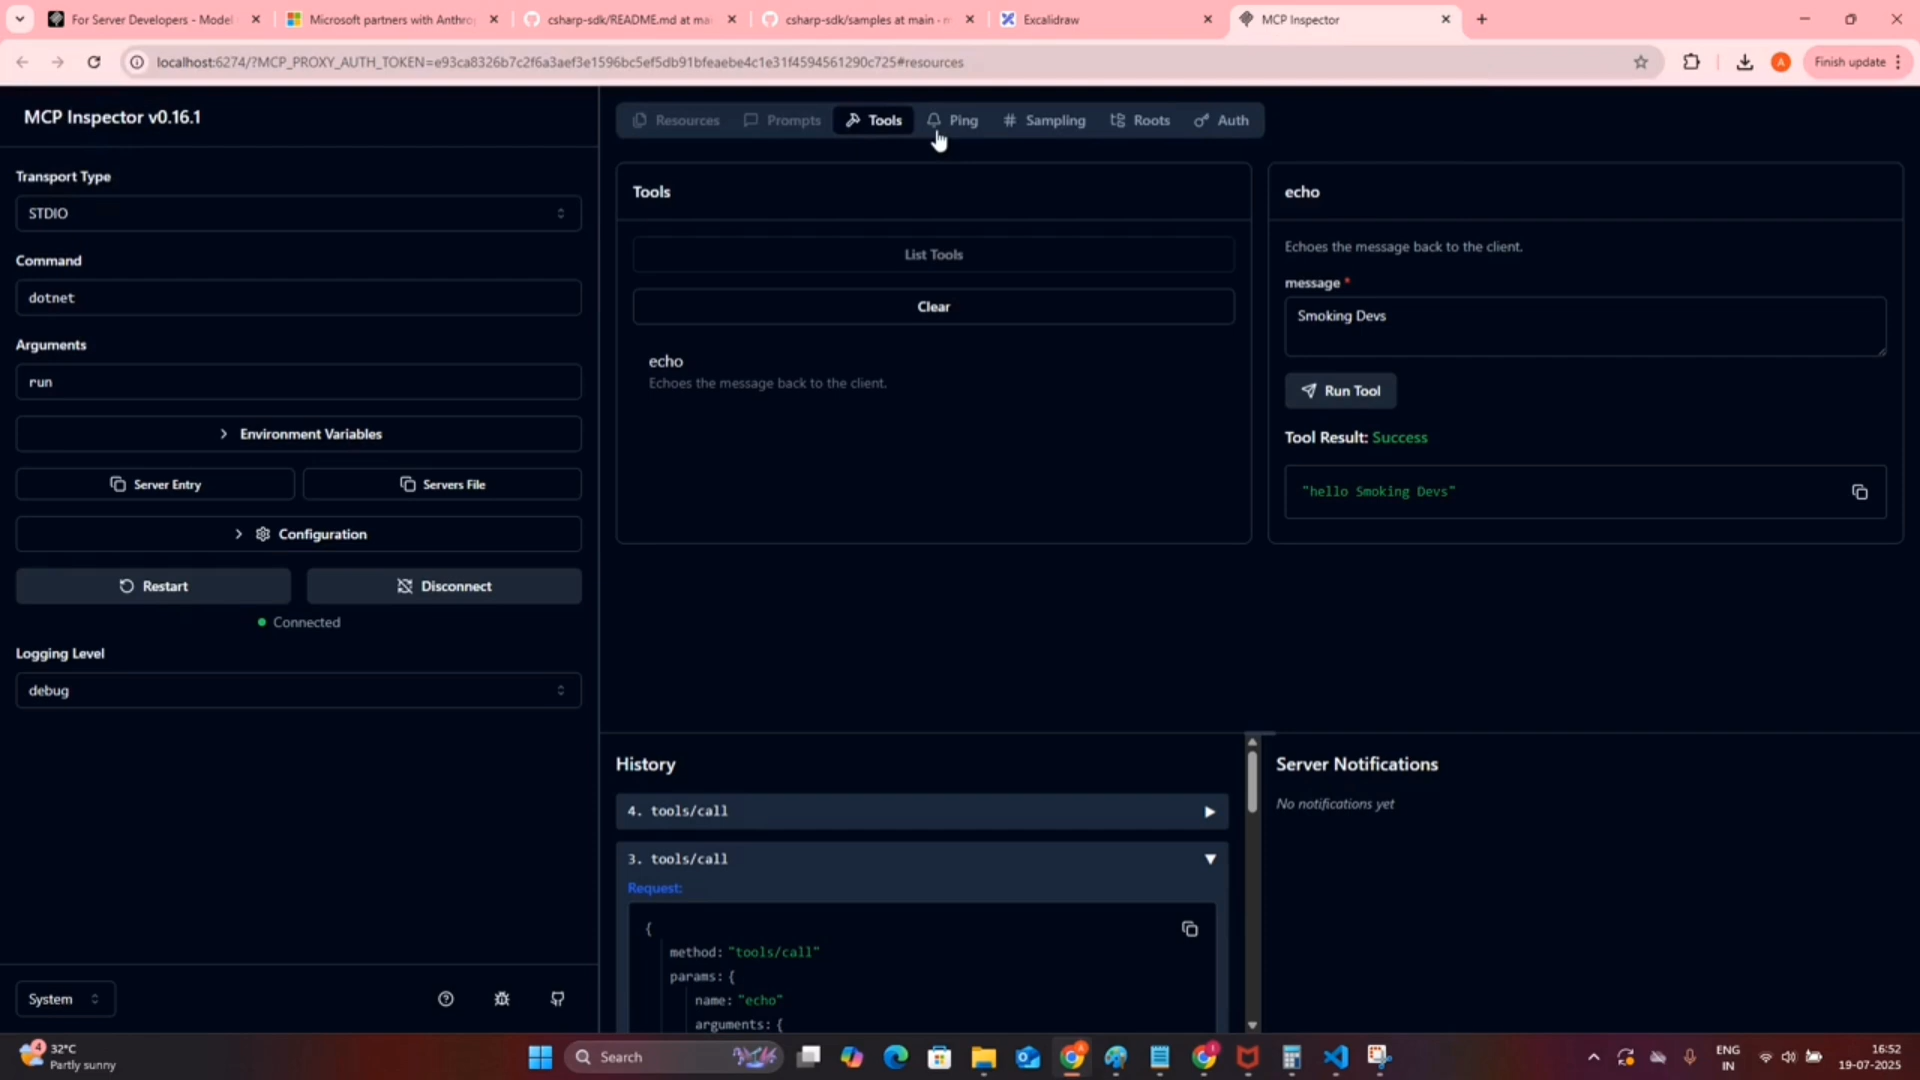 For Server Developers - Model
Microsoft partners with Anthro
csharp-sdk/README.md at ma
csharp-sdk/samples at main · m
Excalidraw
MCP Inspector
localhost:6274/?MCP_PROXY_AUTH_TOKEN=e93ca8326b7c2f6a3aef3e1596bc5ef5db91bfeaebe4c1e31f4594561290c725#resources
A
Finish update
MCP Inspector v0.16.1
Transport Type
STDIO
Command
dotnet
Arguments
run
Environment Variables
Server Entry
Servers File
Configuration
Restart
Disconnect
Connected
Logging Level
debug
System
Resources
Prompts
Tools
Ping
Sampling
Roots
Auth
Tools
List Tools
Clear
echo
Echoes the message back to the client.
echo
Echoes the message back to the client.
message *
Smoking Devs
Run Tool
Tool Result: Success
"hello Smoking Devs"
History
4. tools/call
3. tools/call
Request:
{
method: "tools/call"
params: {
name: "echo"
arguments: {
Server Notifications
No notifications yet
4
32°C
Partly sunny
Search
ENG
IN
16:52
19-07-2025